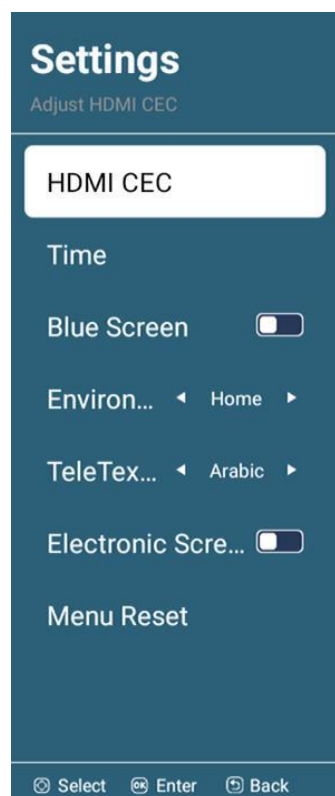 Settings
Adjust HDMI CEC
HDMI CEC
Time
Blue Screen
Environ... Home
TeleTex... Arabic
Electronic Scre...
Menu Reset
Select OK Enter Back